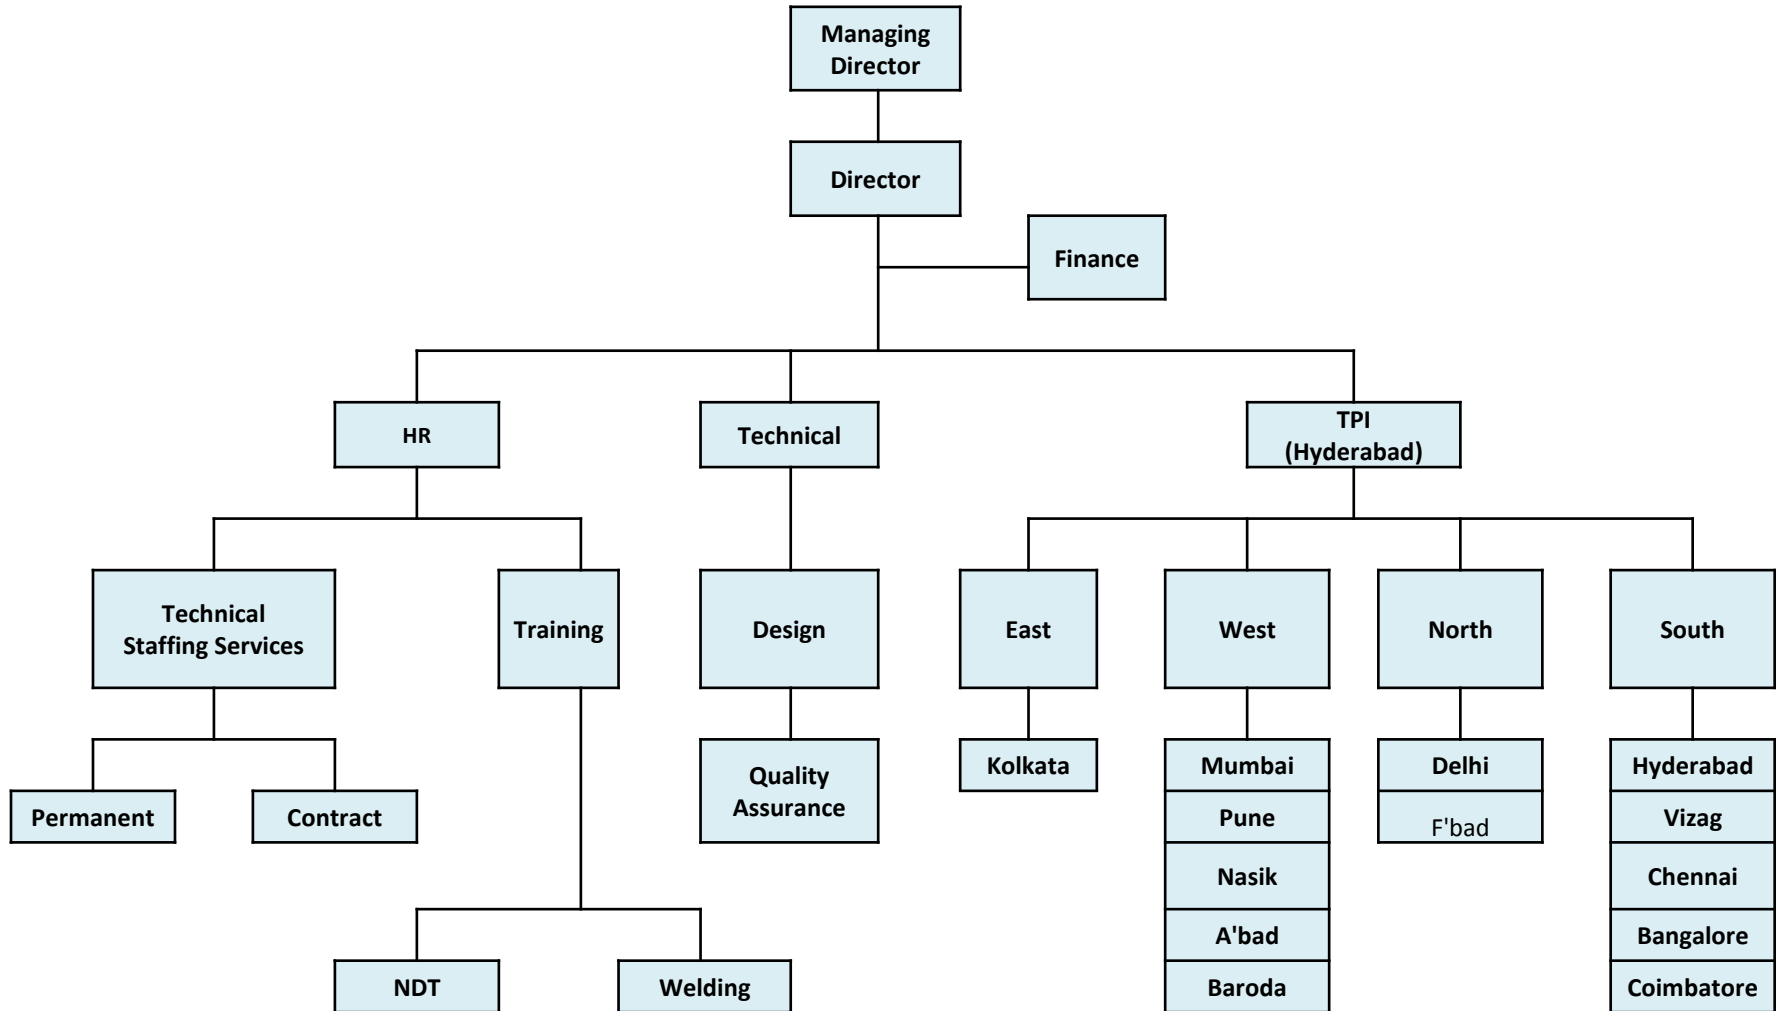 Managing
Director
Director
Finance
HR
Technical
TPI
(Hyderabad)
Technical
Staffing Services
Training
Design
East
West
North
South
Permanent
Contract
Quality
Assurance
Kolkata
Mumbai
Pune
Nasik
A'bad
Baroda
Delhi
F'bad
Hyderabad
Vizag
Chennai
Bangalore
Coimbatore
NDT
Welding